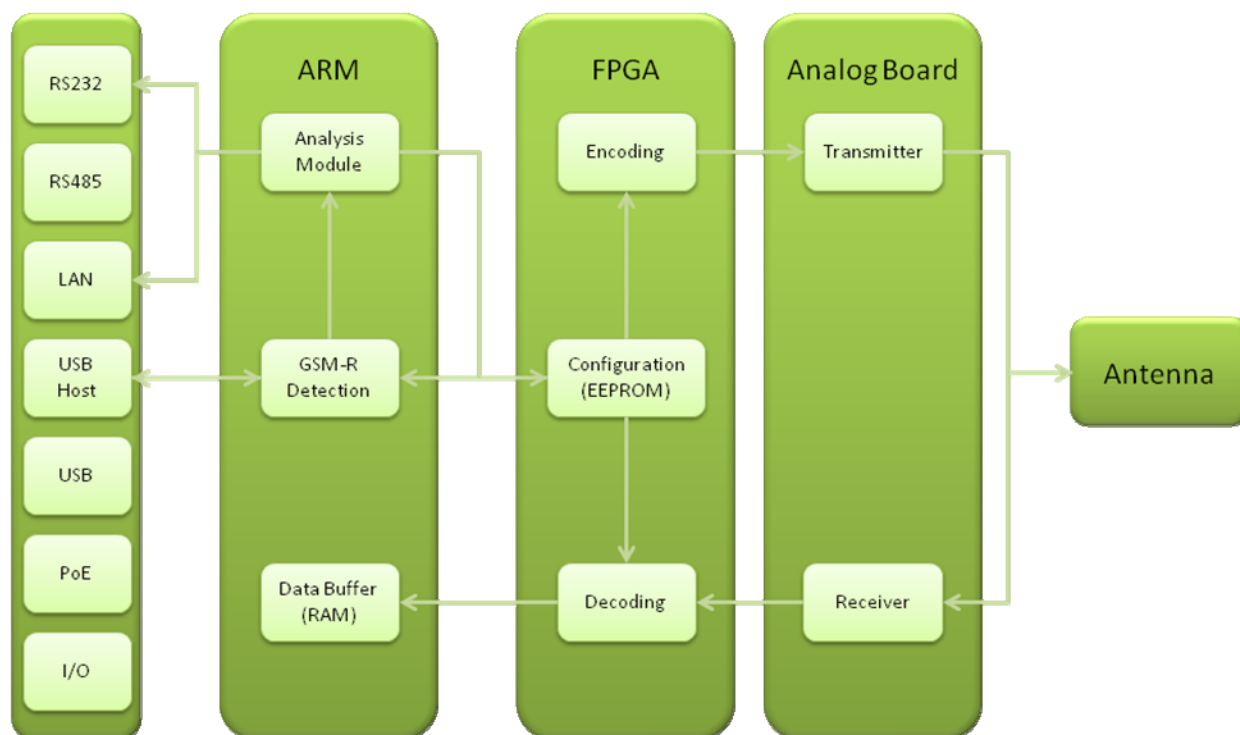 RS232
RS485
LAN
USB
Host
USB
PoE
I/O
ARM
Analysis
Module
GSM-R
Detection
Data Buffer
(RAM)
FPGA
Encoding
Configuration
(EEPROM)
Decoding
Analog Board
Transmitter
Receiver
Antenna